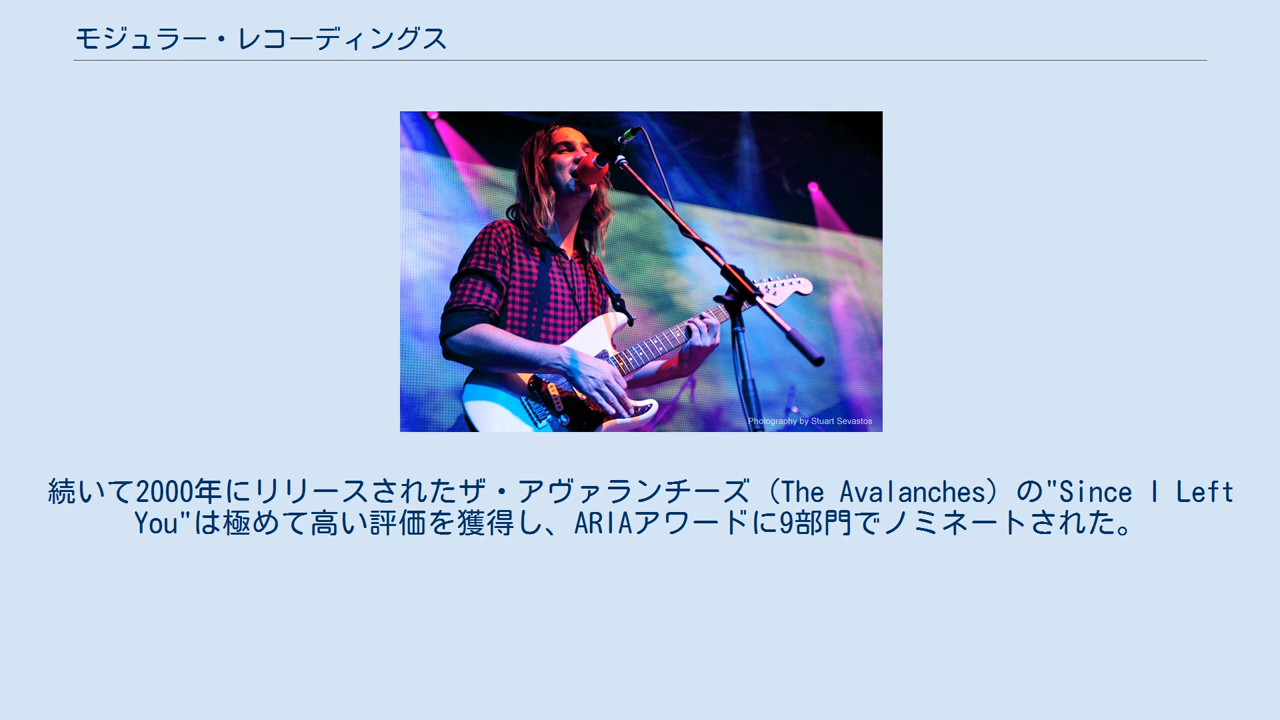 モジュラー・レコーディングス
Photography by Stuart Sevastos
続いて2000年にリリースされたザ・アヴァランチーズ（The Avalanches）の"Since I Left
You"は極めて高い評価を獲得し、ARIAアワードに9部門でノミネートされた。